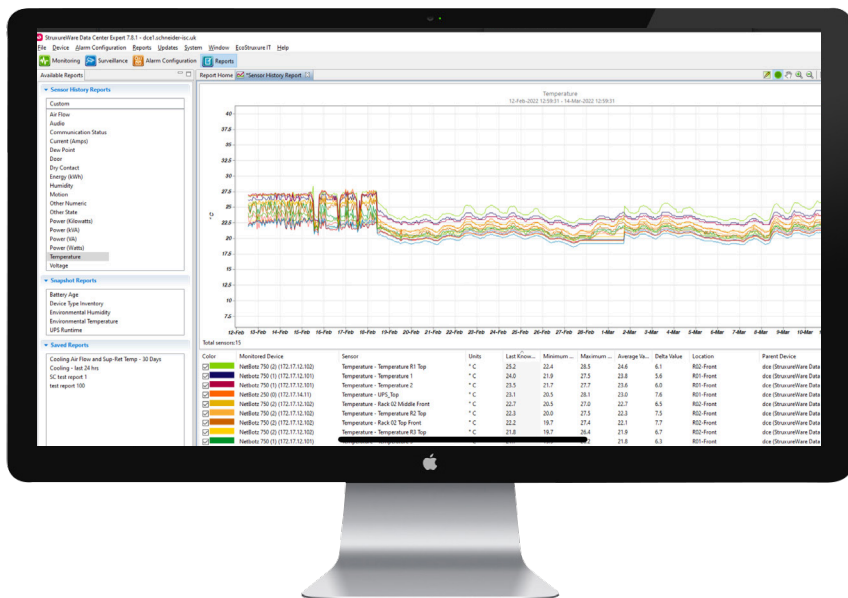 StruxureWare Data Center Expert 7.8.1 - dce1.schneider-isc.uk
File Device Alarm Configuration Reports Updates System Window EcoStruxure IT Help
Monitoring Surveillance Alarm Configuration Reports
Available Reports
Report Home *Sensor History Report
Sensor History Reports
Custom
Air Flow
Audio
Communication Status
Current (Amps)
Dew Point
Door
Dry Contact
Energy (kWh)
Humidity
Motion
Other Numeric
Other State
Power (Kilowatts)
Power (kVA)
Power (VA)
Power (Watts)
Temperature
Voltage
Snapshot Reports
Battery Age
Device Type Inventory
Environmental Humidity
Environmental Temperature
UPS Runtime
Saved Reports
Cooling Air Flow and Sup-Ret Temp - 30 Days
Cooling - last 24 hrs
SC test report 1
test report 100
Temperature
12-Feb-2022 12:59:31 - 14-Mar-2022 12:59:31
40
37.5
35
32.5
30
27.5
25
22.5
20
17.5
15
12.5
10
7.5
° C
12-Feb 13-Feb 14-Feb 15-Feb 16-Feb 17-Feb 18-Feb 19-Feb 20-Feb 21-Feb 22-Feb 23-Feb 24-Feb 25-Feb 26-Feb 27-Feb 28-Feb 1-Mar 2-Mar 3-Mar 4-Mar 5-Mar 6-Mar 7-Mar 8-Mar 9-Mar 10-Mar
Total sensors:15
Color Monitored Device Sensor Units Last Know... Minimum ... Maximum ... Average Va... Delta Value Location Parent Device
NetBotz 750 (2) (172.17.12.102) Temperature - Temperature R1 Top ° C 25.2 22.4 28.5 24.6 6.1 R02-Front dce (StruxureWare Data
NetBotz 750 (1) (172.17.12.101) Temperature - Temperature 1 ° C 24.0 21.9 27.5 23.8 5.6 R01-Front dce (StruxureWare Data
NetBotz 750 (1) (172.17.12.101) Temperature - Temperature 2 ° C 23.5 21.7 27.7 23.6 6.0 R01-Front dce (StruxureWare Data
NetBotz 250 (0) (172.17.14.11) Temperature - UPS_Top ° C 23.1 20.5 28.1 23.0 7.6 R01-Front dce (StruxureWare Data
NetBotz 750 (2) (172.17.12.102) Temperature - Rack 02 Middle Front ° C 22.7 20.5 27.0 22.7 6.5 R02-Front dce (StruxureWare Data
NetBotz 750 (2) (172.17.12.102) Temperature - Temperature R2 Top ° C 22.3 20.0 27.5 22.3 7.5 R02-Front dce (StruxureWare Data
NetBotz 750 (2) (172.17.12.102) Temperature - Rack 02 Top Front ° C 22.2 19.7 27.4 22.1 7.7 R02-Front dce (StruxureWare Data
NetBotz 750 (2) (172.17.12.102) Temperature - Temperature R3 Top ° C 21.8 19.7 26.4 21.9 6.7 R02-Front dce (StruxureWare Data
NetBotz 750 (1) (172.17.12.101) 21.8 6.3 R01-Front dce (StruxureWare Data